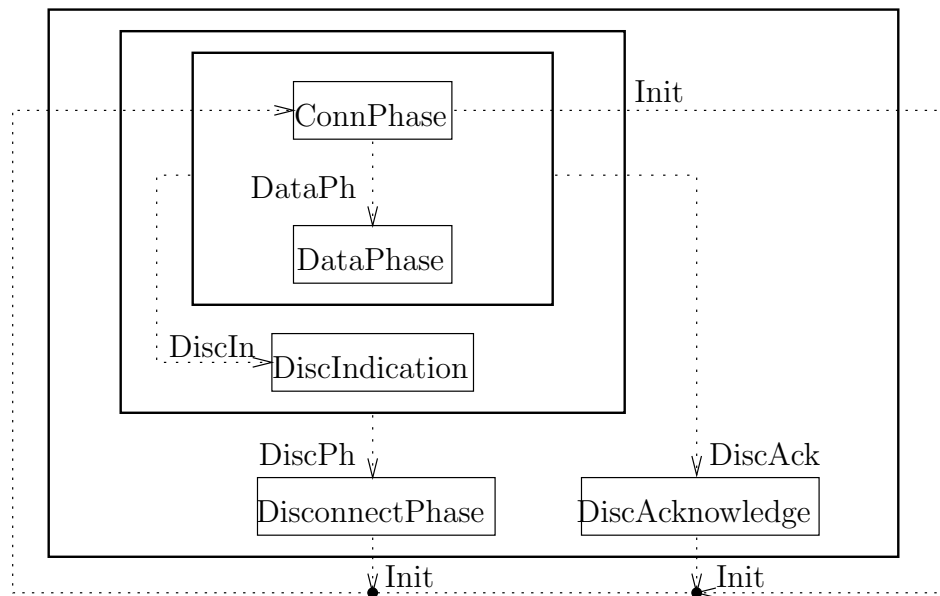 Init
ConnPhase
DataPh
DataPhase
DiscIn
DiscIndication
DiscPh
DiscAck
DisconnectPhase
DiscAcknowledge
Init
Init